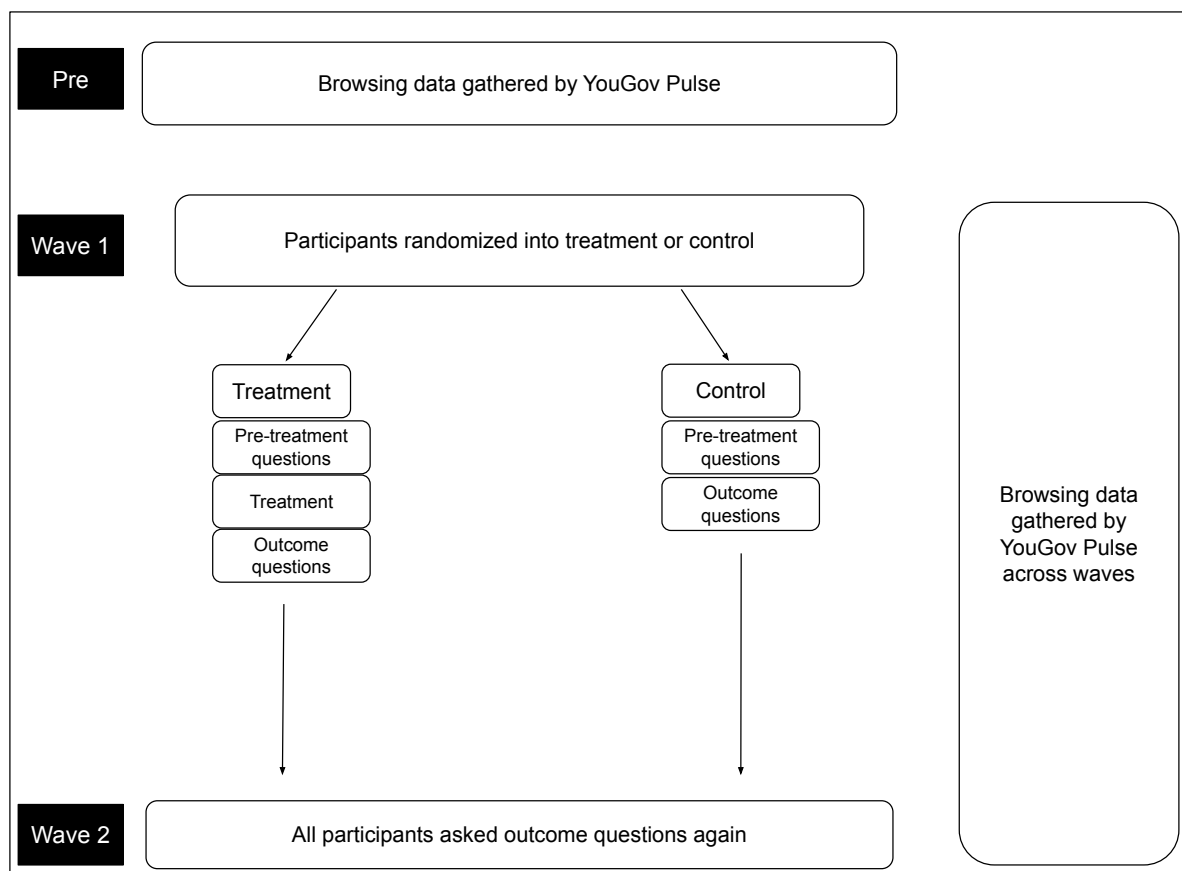 Pre
Browsing data gathered by YouGov Pulse
Wave 1
Participants randomized into treatment or control
Treatment
Pre-treatment
questions
Treatment
Outcome
questions
Control
Pre-treatment
questions
Outcome
questions
Browsing data
gathered by
YouGov Pulse
across waves
Wave 2
All participants asked outcome questions again